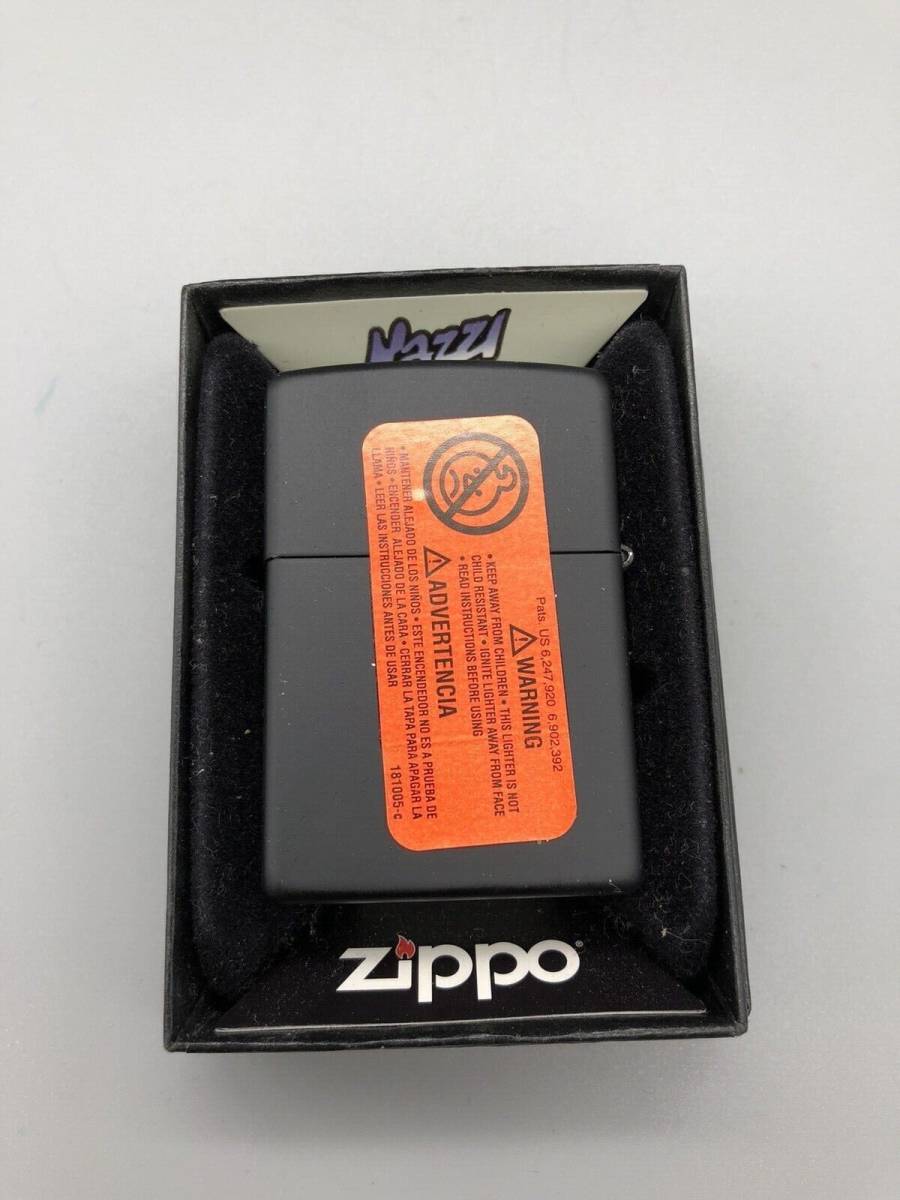 Mazzi
Pats. US 6,247,920 6,902,392
⚠WARNING
• KEEP AWAY FROM CHILDREN • THIS LIGHTER IS NOT
CHILD RESISTANT • IGNITE LIGHTER AWAY FROM FACE
• READ INSTRUCTIONS BEFORE USING
⚠ADVERTENCIA
• MANTENER ALEJADO DE LOS NIÑOS • ESTE ENCENDEDOR NO ES A PRUEBA DE
NIÑOS • ENCENDER ALEJADO DE LA CARA • CERRAR LA TAPA PARA APAGAR LA
LLAMA • LEER LAS INSTRUCCIONES ANTES DE USAR
181005-c
zippo®